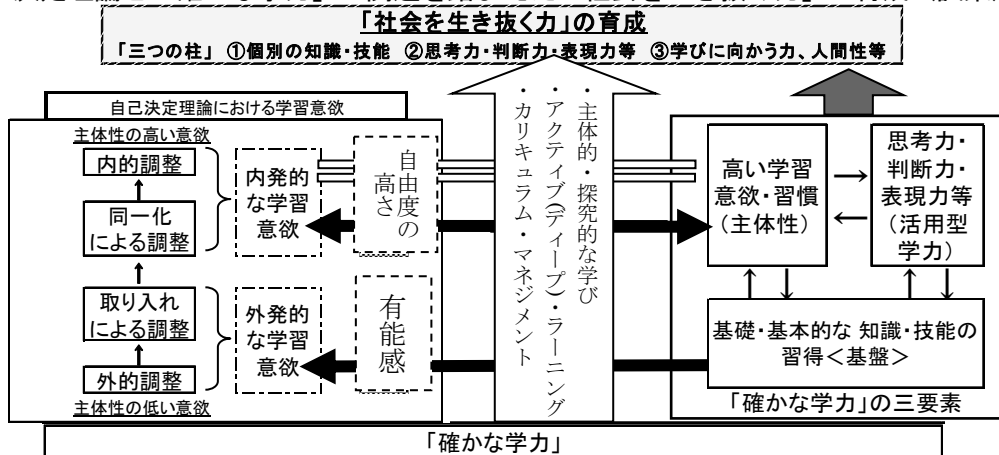 「社会を生き抜く力」の育成
「三つの柱」 ①個別の知識・技能 ②思考力・判断力・表現力等 ③学びに向かう力、人間性等
自己決定理論における学習意欲
主体性の高い意欲
内的調整
同一化
による調整
取り入れ
による調整
外的調整
主体性の低い意欲
内発的
な学習
意欲
外発的
な学習
意欲
自由度の
高さ
有能感
・主体的・探究的な学び
・アクティブ(ディープ)・ラーニング
・カリキュラム・マネジメント
高い学習
意欲・習慣
(主体性)
思考力・
判断力・
表現力等
(活用型
学力)
基礎・基本的な 知識・技能の
習得<基盤>
「確かな学力」の三要素
「確かな学力」